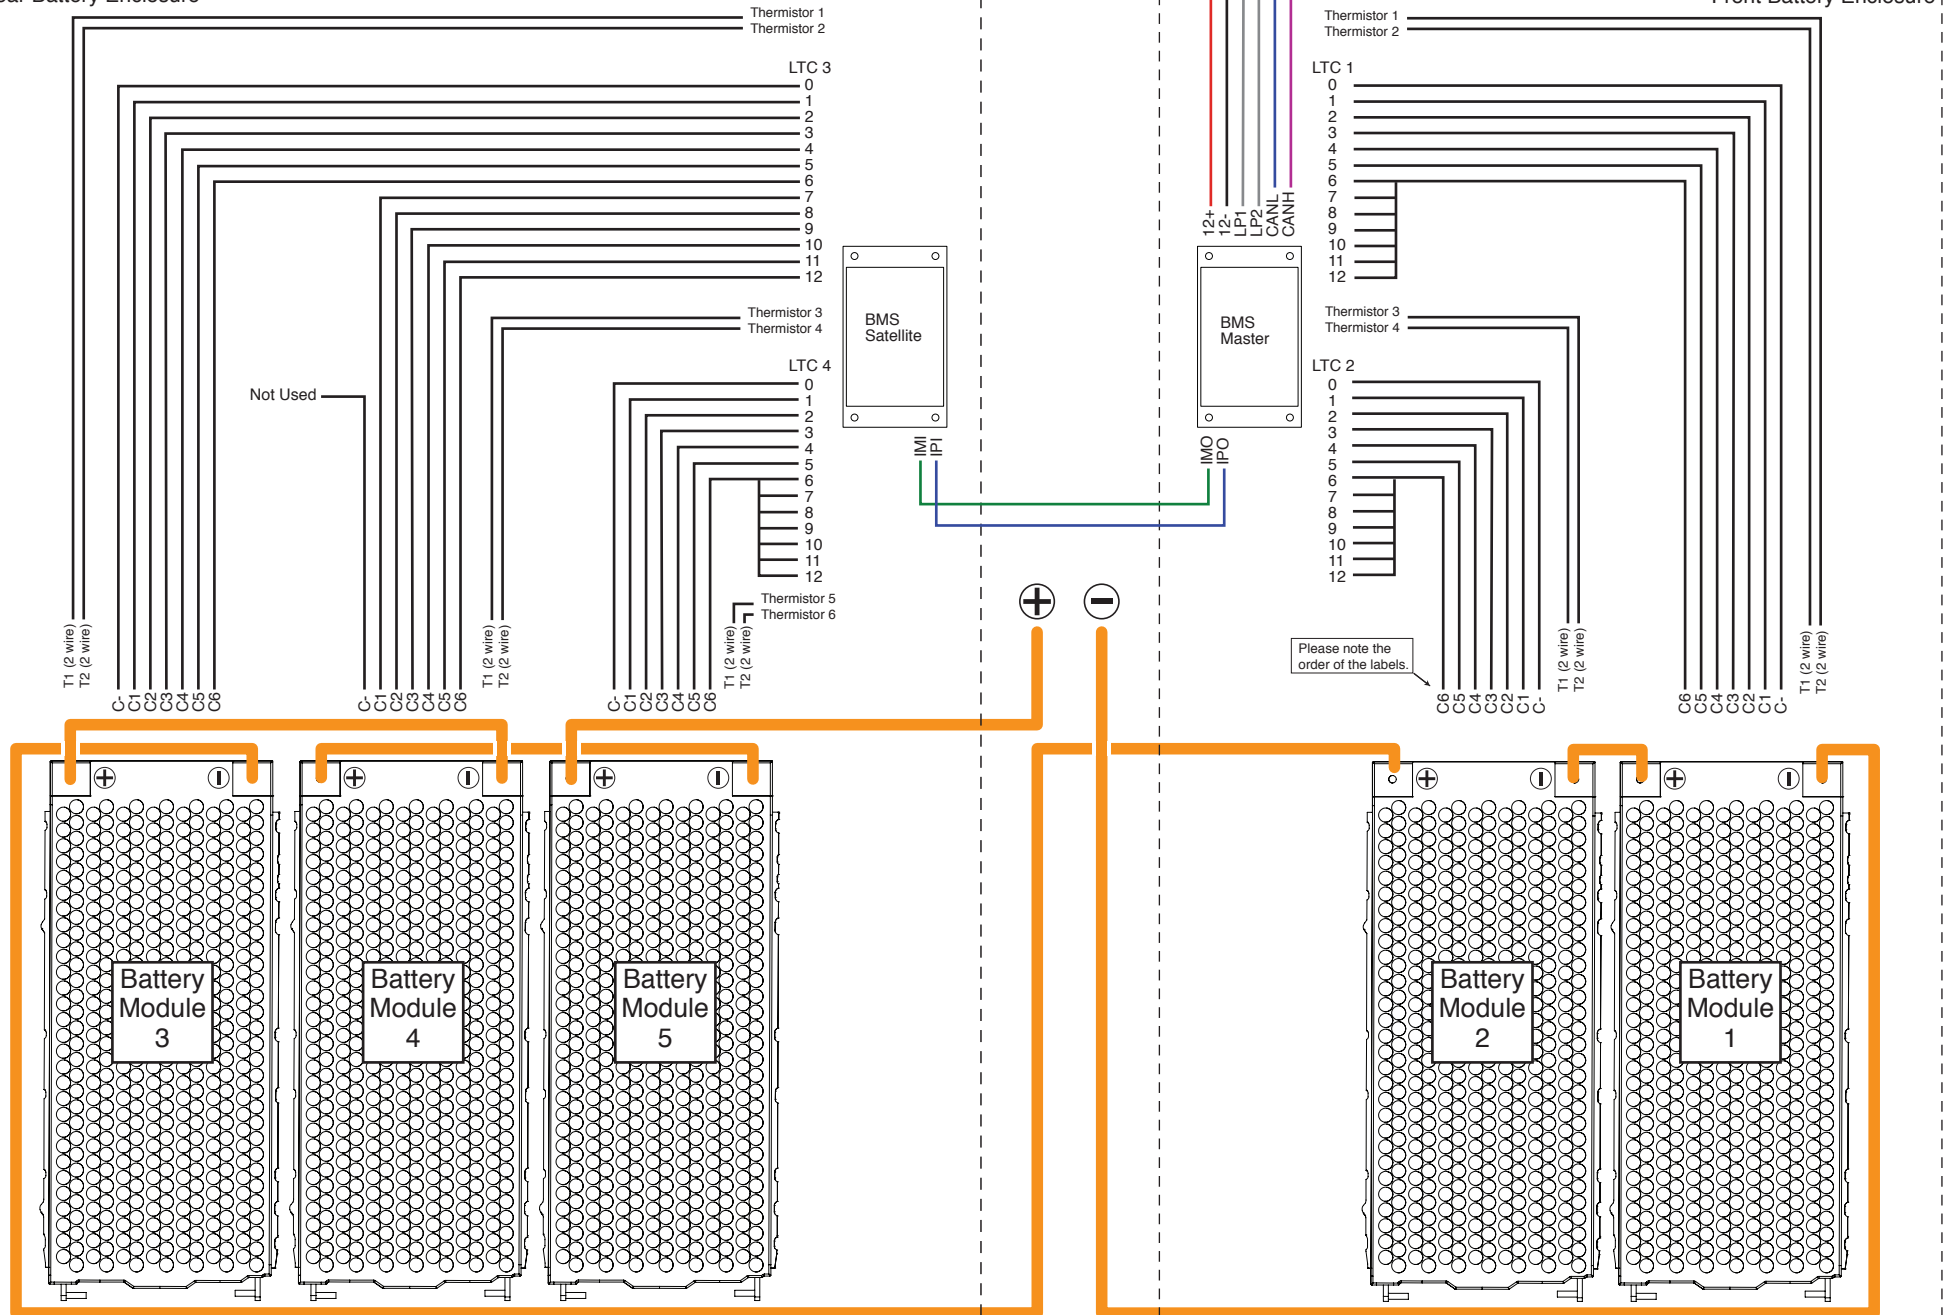 Battery Enclosure
Thermistor 1
Thermistor 2
LTC 3
0
1
2
3
4
5
6
7
8
9
10
11
12
Thermistor 3
Thermistor 4
LTC 4
0
1
2
3
4
5
6
7
8
9
10
11
12
Thermistor 5
Thermistor 6
Not Used
BMS
Satellite
IMI
IPI
T1 (2 wire)
T2 (2 wire)
C-
C1
C2
C3
C4
C5
C6
C-
C1
C2
C3
C4
C5
C6
T1 (2 wire)
T2 (2 wire)
C-
C1
C2
C3
C4
C5
C6
T1 (2 wire)
T2 (2 wire)
+
-
+
-
+
-
Battery
Module
3
Battery
Module
4
Battery
Module
5
+
-
Front Battery Enclosure
12+
12-
LP1
LP2
CANL
CANH
BMS
Master
IMO
IPO
Thermistor 1
Thermistor 2
LTC 1
0
1
2
3
4
5
6
7
8
9
10
11
12
Thermistor 3
Thermistor 4
LTC 2
0
1
2
3
4
5
6
7
8
9
10
11
12
Please note the
order of the labels.
C6
C5
C4
C3
C2
C1
C-
T1 (2 wire)
T2 (2 wire)
C6
C5
C4
C3
C2
C1
C-
T1 (2 wire)
T2 (2 wire)
+
-
+
-
Battery
Module
2
Battery
Module
1